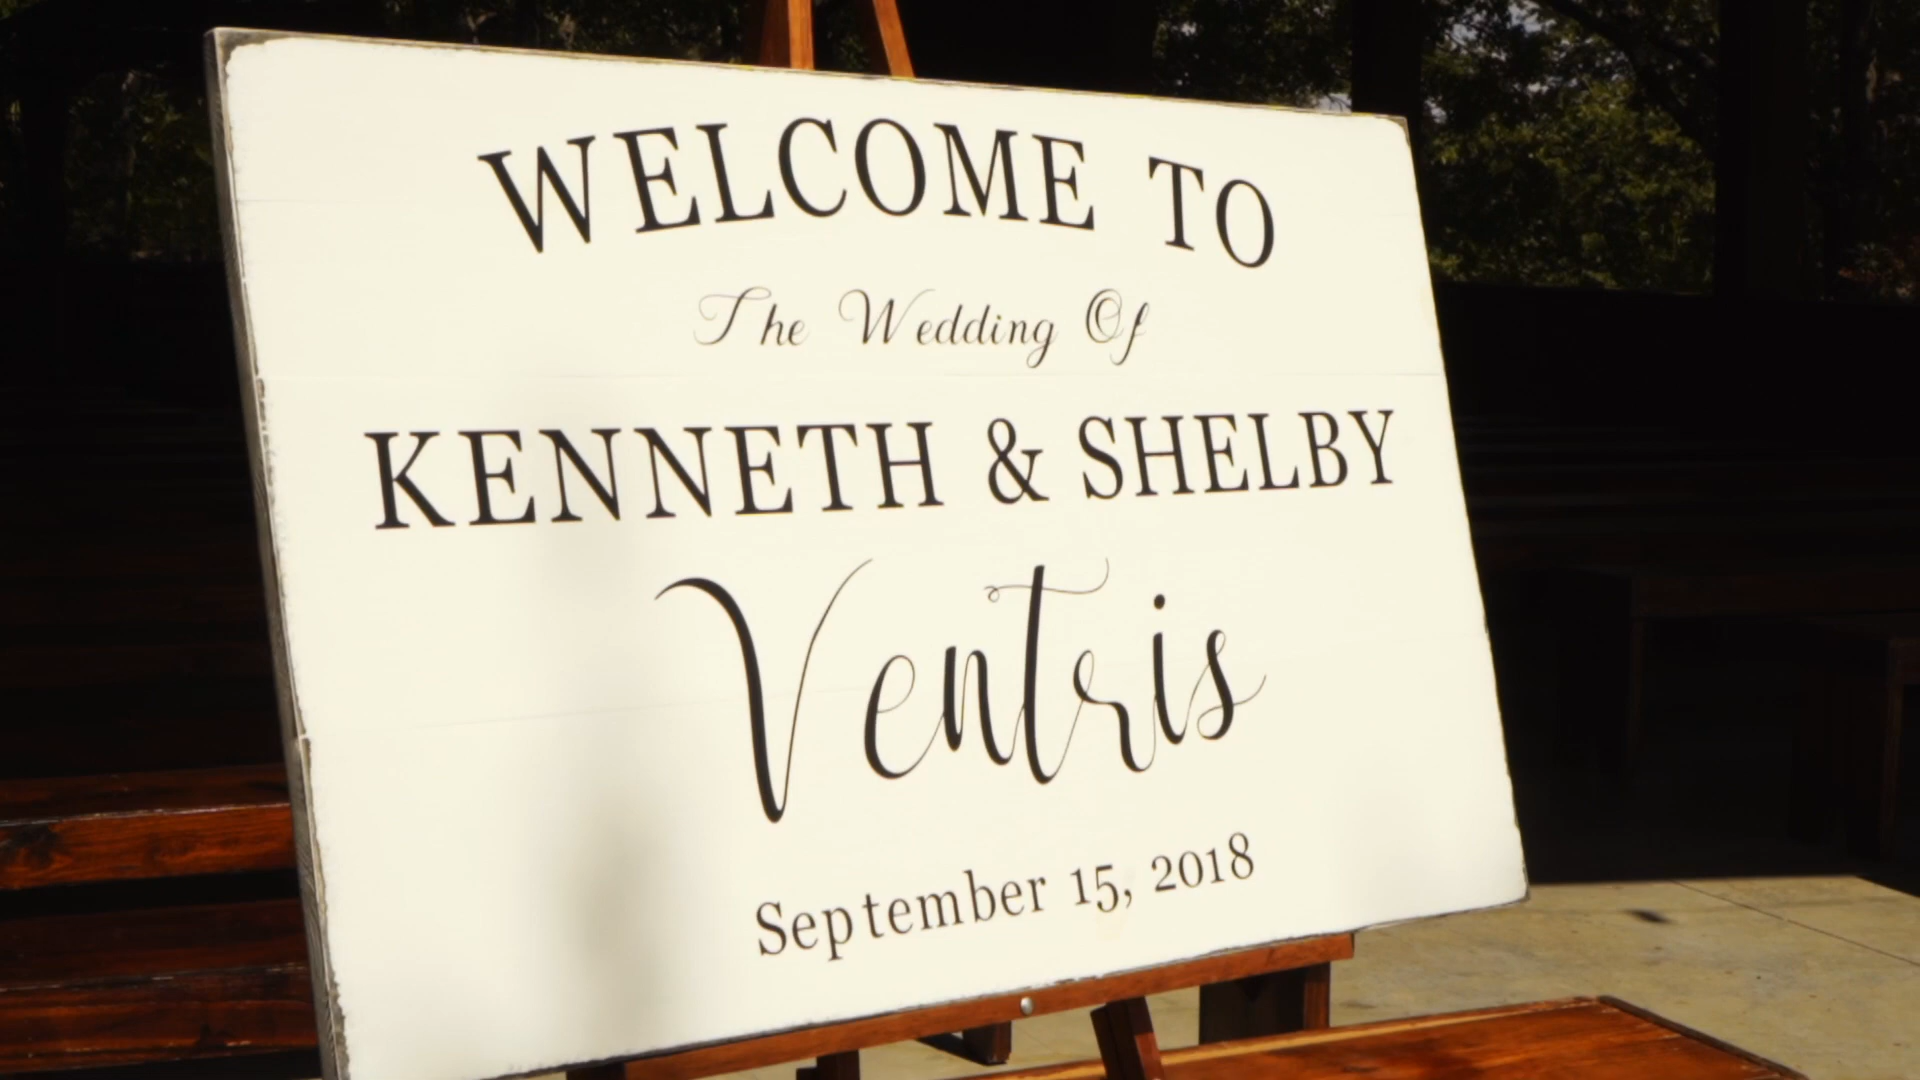 WELCOME TO
The Wedding Of
KENNETH & SHELBY
Ventris
September 15, 2018